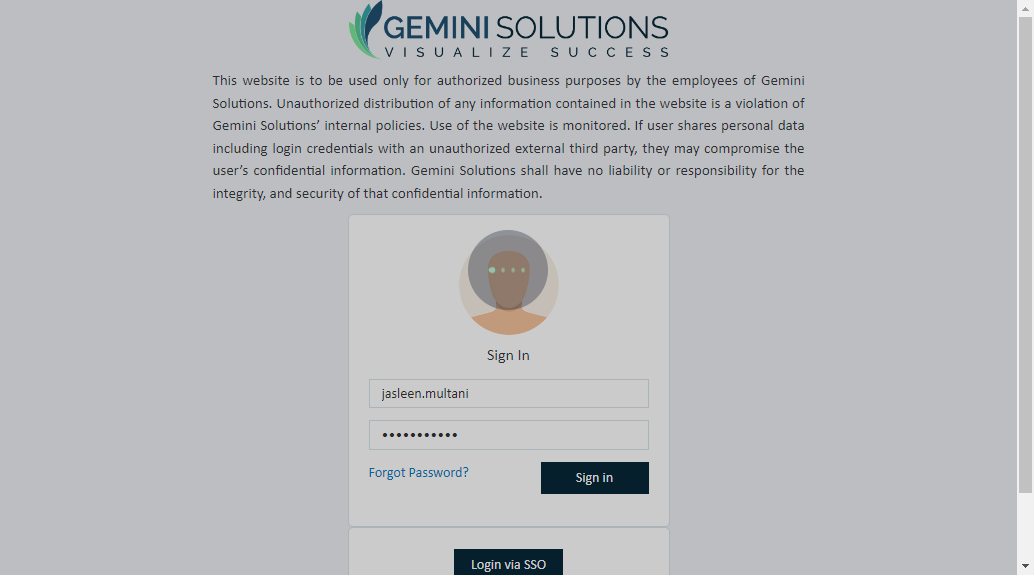 GEMINI SOLUTIONS
VISUALIZE SUCCESS
This website is to be used only for authorized business purposes by the employees of Gemini
Solutions. Unauthorized distribution of any information contained in the website is a violation of
Gemini Solutions’ internal policies. Use of the website is monitored. If user shares personal data
including login credentials with an unauthorized external third party, they may compromise the
user’s confidential information. Gemini Solutions shall have no liability or responsibility for the
integrity, and security of that confidential information.
Sign In
jasleen.multani
•••••••••••
Forgot Password?
Sign in
Login via SSO